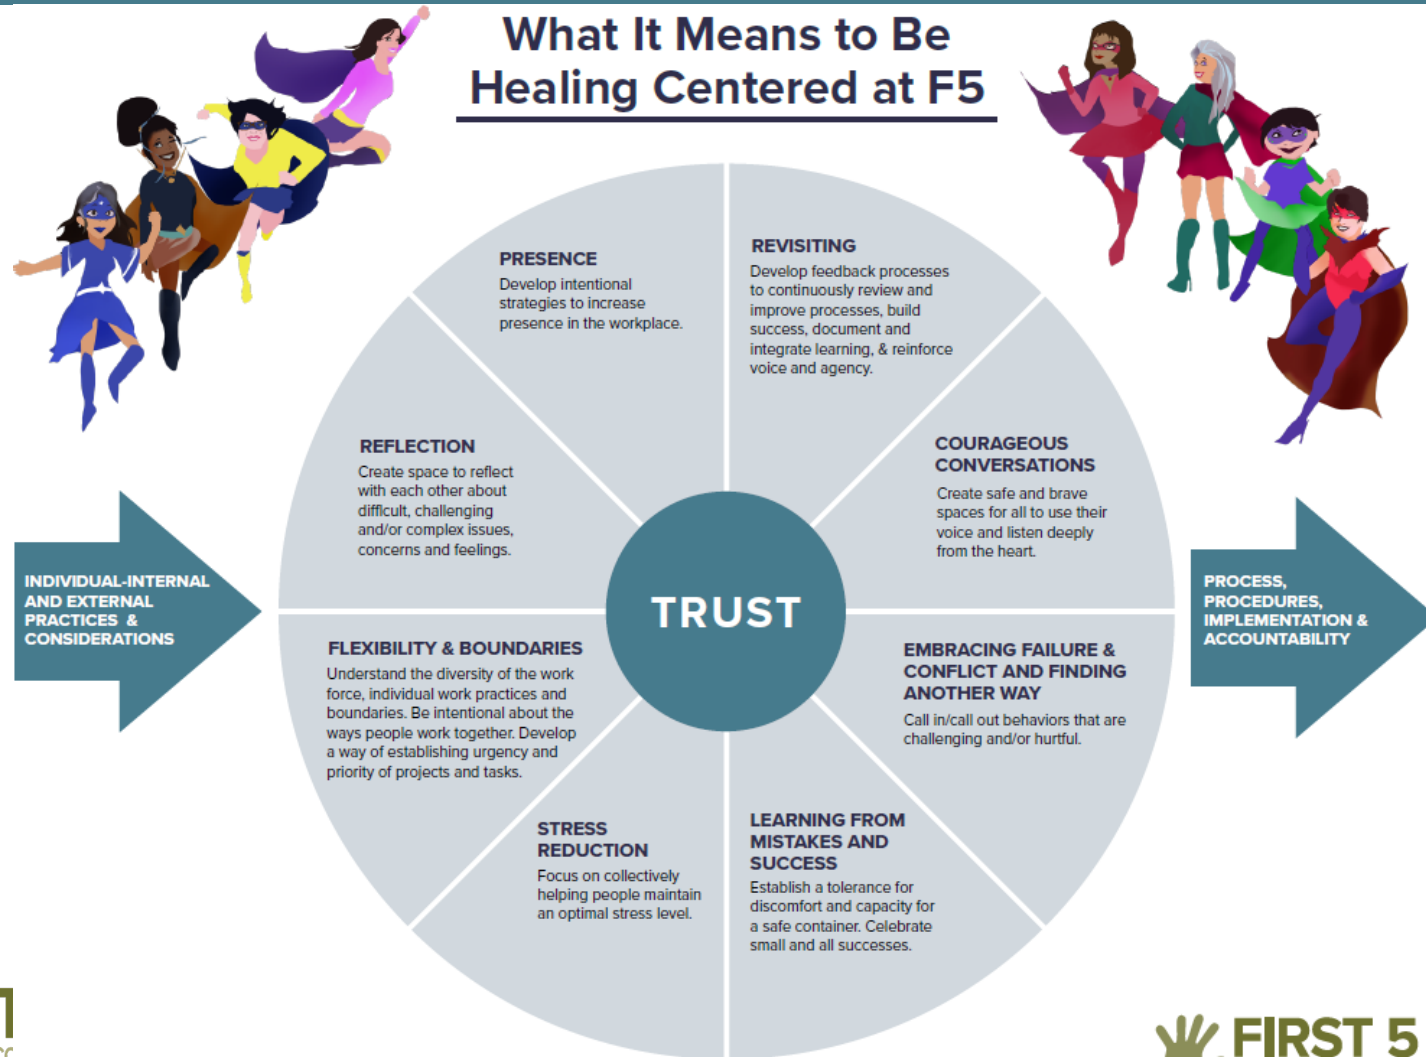 What It Means to Be
Healing Centered at F5
PRESENCE
Develop intentional
strategies to increase
presence in the workplace.
REVISITING
Develop feedback processes
to continuously review and
improve processes, build
success, document and
integrate learning, & reinforce
voice and agency.
REFLECTION
Create space to reflect
with each other about
difficult, challenging
and/or complex issues,
concerns and feelings.
COURAGEOUS
CONVERSATIONS
Create safe and brave
spaces for all to use their
voice and listen deeply
from the heart.
INDIVIDUAL-INTERNAL
AND EXTERNAL
PRACTICES &
CONSIDERATIONS
TRUST
PROCESS,
PROCEDURES,
IMPLEMENTATION &
ACCOUNTABILITY
FLEXIBILITY & BOUNDARIES
Understand the diversity of the work
force, individual work practices and
boundaries. Be intentional about the
ways people work together. Develop
a way of establishing urgency and
priority of projects and tasks.
EMBRACING FAILURE &
CONFLICT AND FINDING
ANOTHER WAY
Call in/call out behaviors that are
challenging and/or hurtful.
STRESS
REDUCTION
Focus on collectively
helping people maintain
an optimal stress level.
LEARNING FROM
MISTAKES AND
SUCCESS
Establish a tolerance for
discomfort and capacity for
a safe container. Celebrate
small and all successes.
FIRST 5